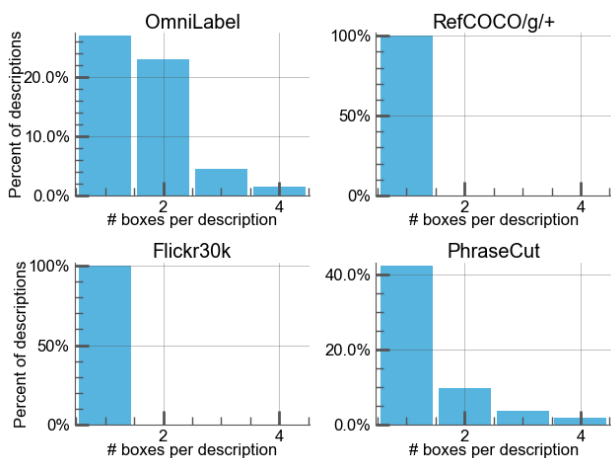 OmniLabel
Percent of descriptions
20.0%
10.0%
0.0%
2
4
# boxes per description
RefCOCO/g/+
100%
50%
0%
2
4
# boxes per description
Flickr30k
Percent of descriptions
100%
50%
0%
2
4
# boxes per description
PhraseCut
40.0%
20.0%
0.0%
2
4
# boxes per description